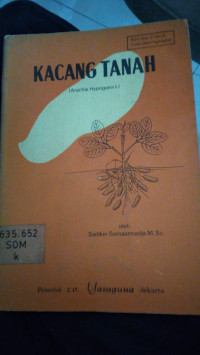 KACANG TANAH
(Arachis Hypogaea L)
oleh
Sadikin Somaatmadja M.Sc.
635.652
SOM
k
Penerbit C.V. Yasaguna Jakarta